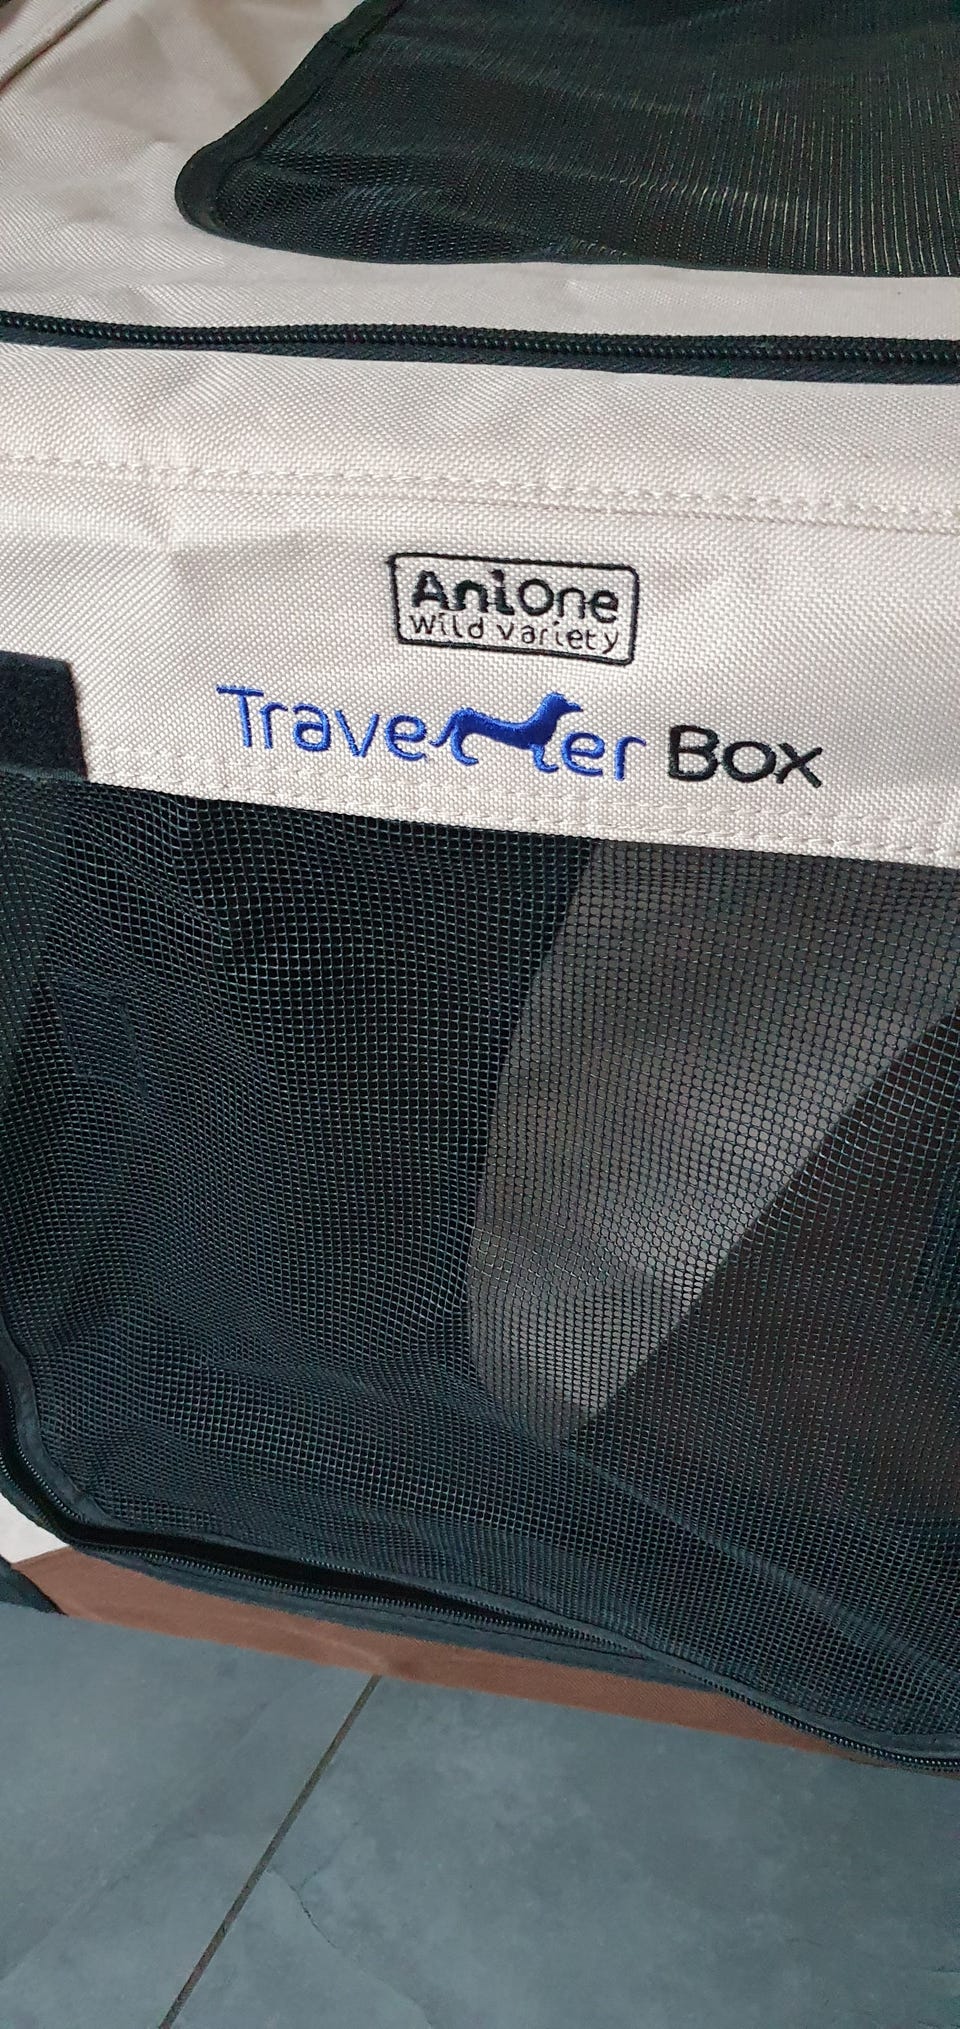 AniOne
Wild variety
Traveller Box